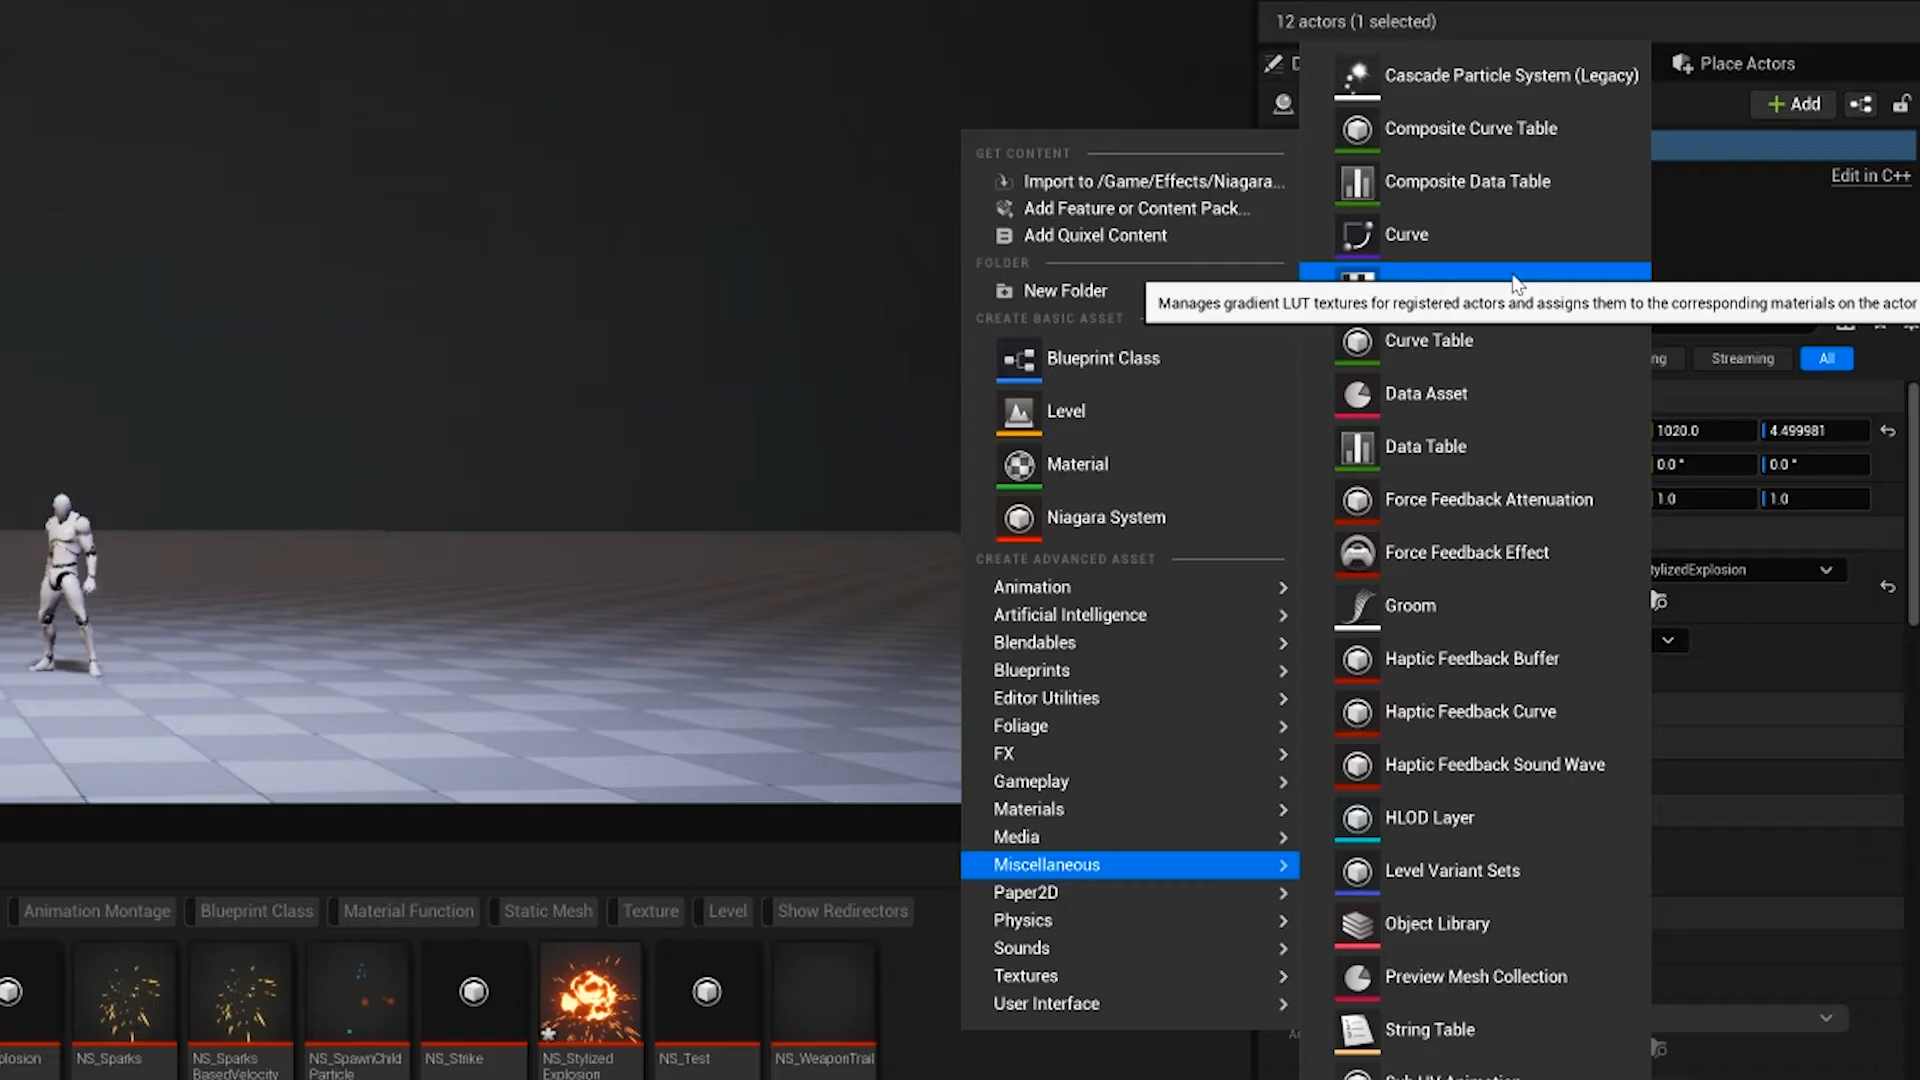 12 actors (1 selected)
Place Actors
Add
Edit in C++
Cascade Particle System (Legacy)
Composite Curve Table
Composite Data Table
Curve
Manages gradient LUT textures for registered actors and assigns them to the corresponding materials on the actor
Curve Table
Data Asset
Data Table
Force Feedback Attenuation
Force Feedback Effect
Groom
Haptic Feedback Buffer
Haptic Feedback Curve
Haptic Feedback Sound Wave
HLOD Layer
Level Variant Sets
Object Library
Preview Mesh Collection
String Table
GET CONTENT
Import to /Game/Effects/Niagara...
Add Feature or Content Pack...
Add Quixel Content
FOLDER
New Folder
CREATE BASIC ASSET
Blueprint Class
Level
Material
Niagara System
CREATE ADVANCED ASSET
Animation
Artificial Intelligence
Blendables
Blueprints
Editor Utilities
Foliage
FX
Gameplay
Materials
Media
Miscellaneous
Paper2D
Physics
Sounds
Textures
User Interface
ng
Streaming
All
1020.0
4.499981
0.0 °
0.0 °
1.0
1.0
tylizedExplosion
Animation Montage
Blueprint Class
Material Function
Static Mesh
Texture
Level
Show Redirectors
plosion
NS_Sparks
NS_Sparks
BasedVelocity
NS_SpawnChild
Particle
NS_Strike
NS_Stylized
Explosion
NS_Test
NS_WeaponTrail